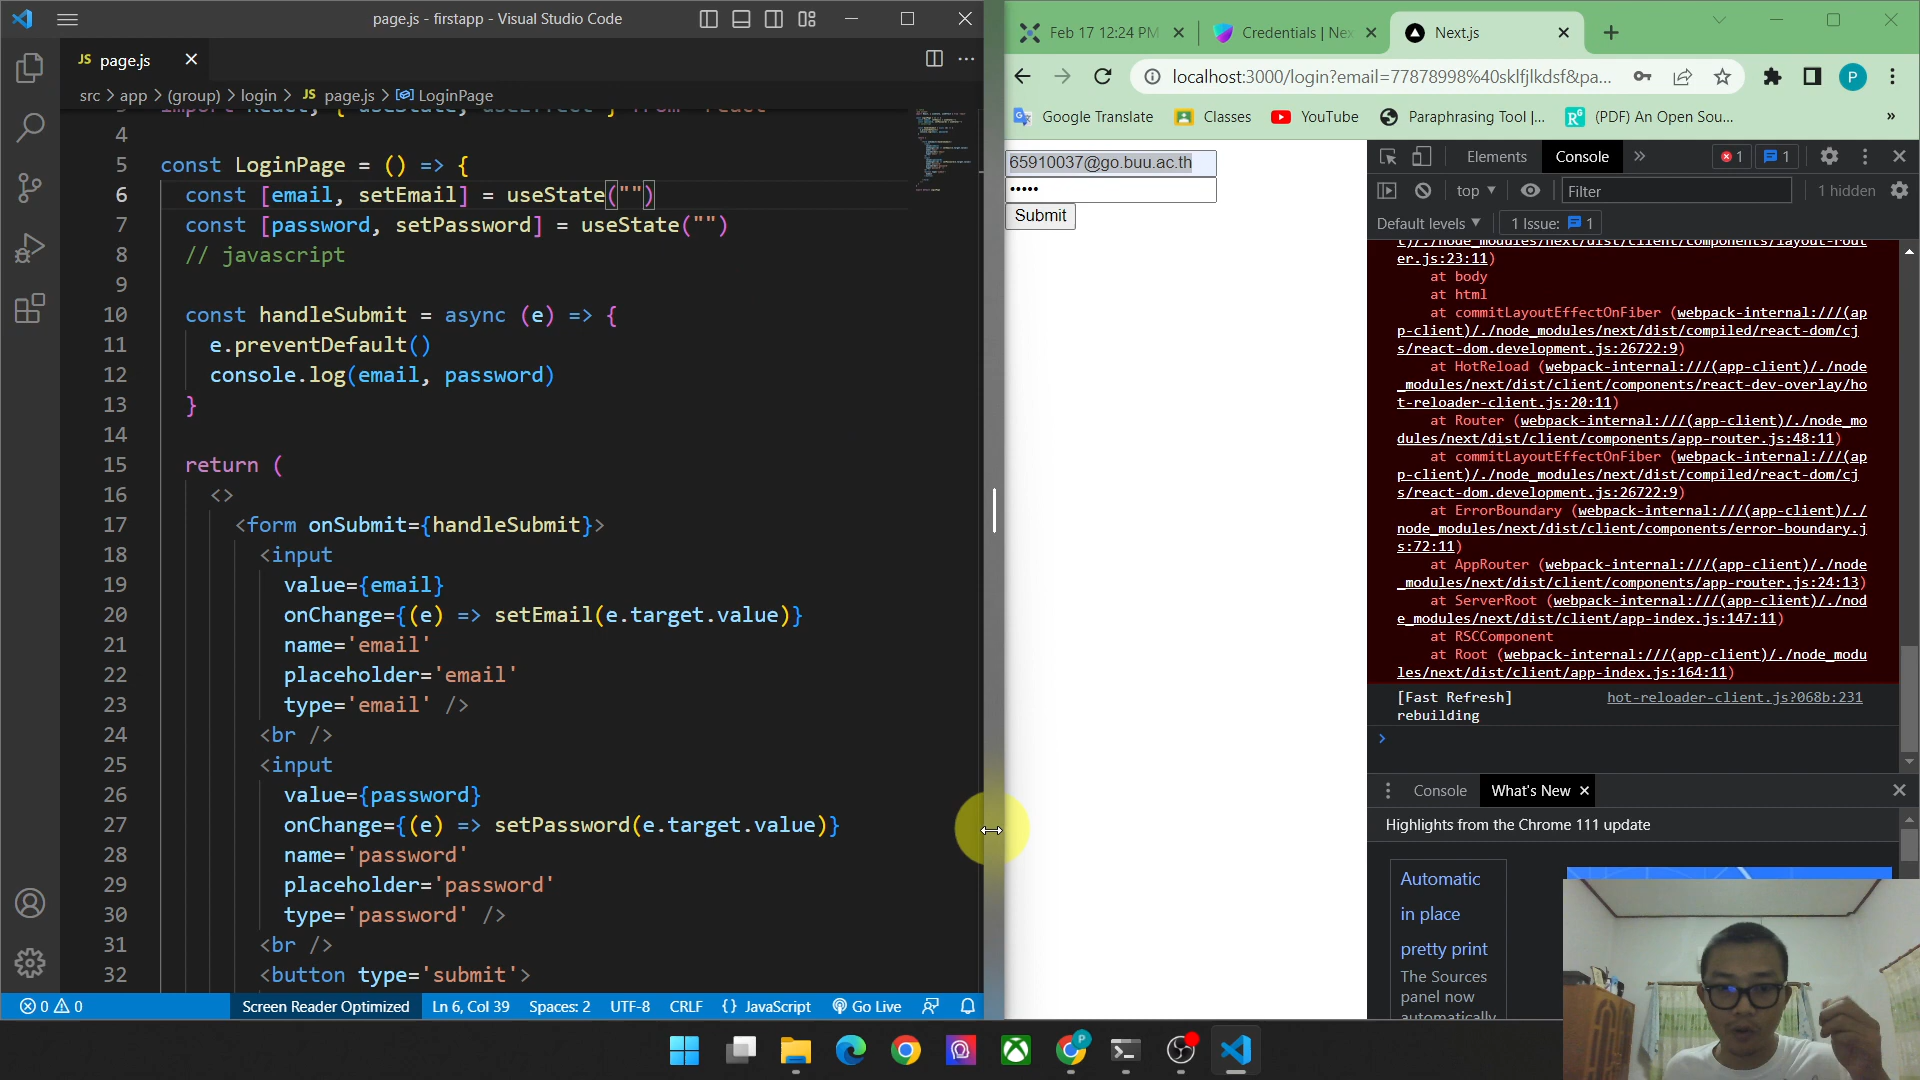 page.js - firstapp - Visual Studio Code
JS page.js
src > app > (group) > login > JS page.js > LoginPage
4
5 const LoginPage = () => {
6 const [email, setEmail] = useState("")
7 const [password, setPassword] = useState("")
8 // javascript
9
10 const handleSubmit = async (e) => {
11 e.preventDefault()
12 console.log(email, password)
13 }
14
15 return (
16 <>
17 <form onSubmit={handleSubmit}>
18 <input
19 value={email}
20 onChange={(e) => setEmail(e.target.value)}
21 name='email'
22 placeholder='email'
23 type='email' />
24 <br />
25 <input
26 value={password}
27 onChange={(e) => setPassword(e.target.value)}
28 name='password'
29 placeholder='password'
30 type='password' />
31 <br />
32 <button type='submit'>
0 0 Screen Reader Optimized Ln 6, Col 39 Spaces: 2 UTF-8 CRLF {} JavaScript Go Live
Feb 17 12:24 PM Credentials | Nex Next.js
localhost:3000/login?email=77878998%40sklfjlkdsf&pa... P
Google Translate Classes YouTube Paraphrasing Tool |... (PDF) An Open Sou... »
65910037@go.buu.ac.th
•••••
Submit
Elements Console » 1 1
top Filter 1 hidden
Default levels 1 Issue: 1
t)/./node_modules/next/dist/client/components/layout-rout
er.js:23:11)
at body
at html
at commitLayoutEffectOnFiber (webpack-internal:///(ap
p-client)/./node_modules/next/dist/compiled/react-dom/cj
s/react-dom.development.js:26722:9)
at HotReload (webpack-internal:///(app-client)/./node
_modules/next/dist/client/components/react-dev-overlay/ho
t-reloader-client.js:20:11)
at Router (webpack-internal:///(app-client)/./node_mo
dules/next/dist/client/components/app-router.js:48:11)
at commitLayoutEffectOnFiber (webpack-internal:///(ap
p-client)/./node_modules/next/dist/compiled/react-dom/cj
s/react-dom.development.js:26722:9)
at ErrorBoundary (webpack-internal:///(app-client)/./
node_modules/next/dist/client/components/error-boundary.j
s:72:11)
at AppRouter (webpack-internal:///(app-client)/./node
_modules/next/dist/client/components/app-router.js:24:13)
at ServerRoot (webpack-internal:///(app-client)/./nod
e_modules/next/dist/client/app-index.js:147:11)
at RSCComponent
at Root (webpack-internal:///(app-client)/./node_modu
les/next/dist/client/app-index.js:164:11)
[Fast Refresh] hot-reloader-client.js?068b:231
rebuilding
Console What's New
Highlights from the Chrome 111 update
Automatic
in place
pretty print
The Sources
panel now
automatically